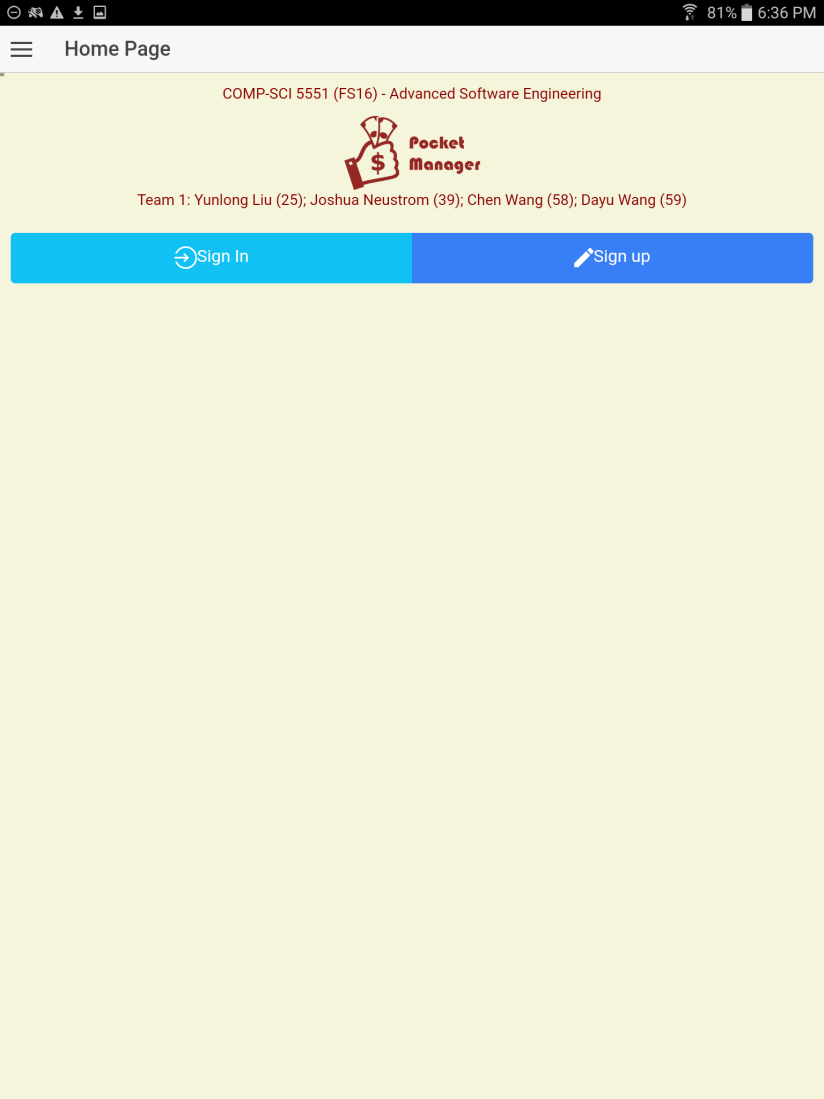 81% 6:36 PM
Home Page
COMP-SCI 5551 (FS16) - Advanced Software Engineering
$
Pocket
Manager
Team 1: Yunlong Liu (25); Joshua Neustrom (39); Chen Wang (58); Dayu Wang (59)
Sign In Sign up